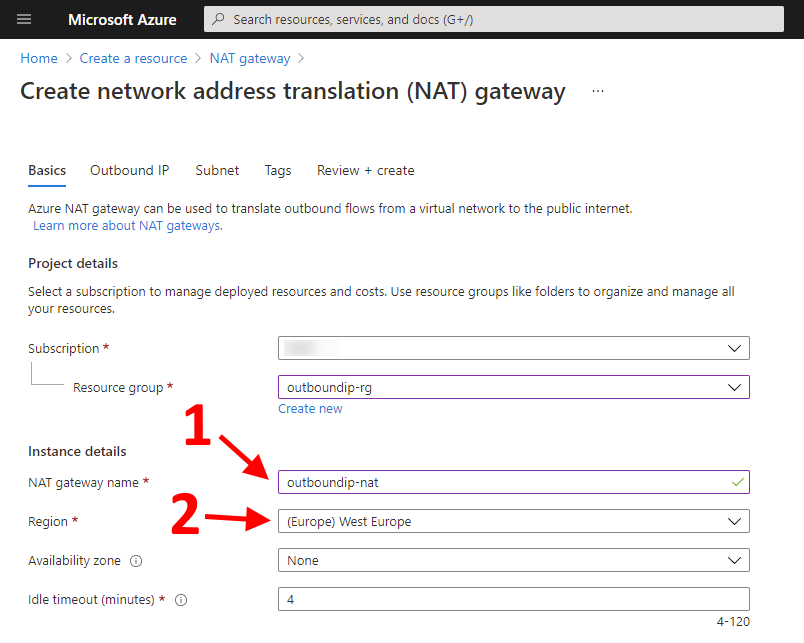 Microsoft Azure
Search resources, services, and docs (G+/)
Home > Create a resource > NAT gateway >
Create network address translation (NAT) gateway ...
Basics Outbound IP Subnet Tags Review + create
Azure NAT gateway can be used to translate outbound flows from a virtual network to the public internet.
Learn more about NAT gateways.
Project details
Select a subscription to manage deployed resources and costs. Use resource groups like folders to organize and manage all
your resources.
Subscription *
Resource group * outboundip-rg
Create new
1
Instance details
NAT gateway name * outboundip-nat
2
Region * (Europe) West Europe
Availability zone None
Idle timeout (minutes) * 4
4-120